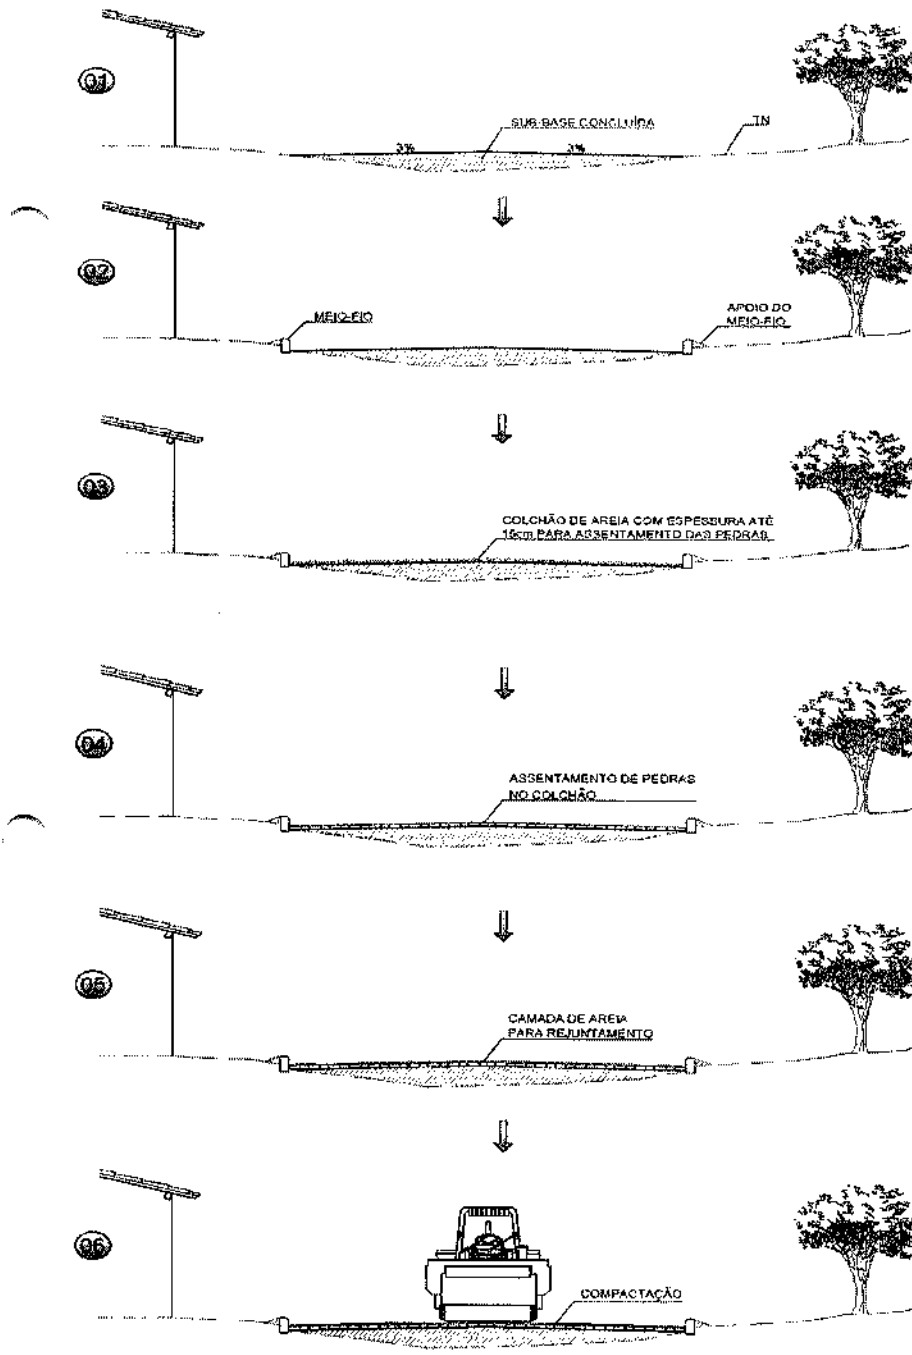 01
SUB-BASE CONCLUÍDA
TN
3%
3%
02
MEIO-FIO
APOIO DO
MEIO-FIO
03
COLCHÃO DE AREIA COM ESPESSURA ATÉ
15cm PARA ASSENTAMENTO DAS PEDRAS
04
ASSENTAMENTO DE PEDRAS
NO COLCHÃO
05
CAMADA DE AREIA
PARA REJUNTAMENTO
06
COMPACTAÇÃO